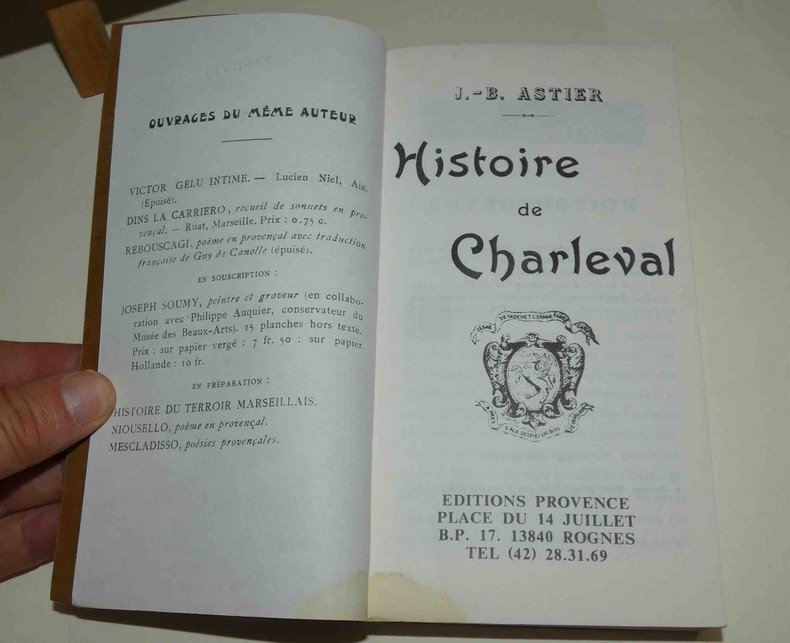 OUVRAGES DU MÊME AUTEUR
VICTOR GELU INTIME. — Lucien Niel, Aix.
(Epuisé).
DINS LA CARRIERO, recueil de sonnets en pro-
vençal. — Ruat, Marseille. Prix : 0.75 c.
REBOUSCAGI, poème en provençal avec traduction
française de Guy de Canolle (épuisé).
EN SOUSCRIPTION :
JOSEPH SOUMY, peintre et graveur (en collabo-
ration avec Philippe Auquier, conservateur du
Musée des Beaux-Arts). 15 planches hors texte.
Prix : sur papier vergé : 7 fr. 50 : sur papier
Hollande : 10 fr.
EN PRÉPARATION :
HISTOIRE DU TERROIR MARSEILLAIS.
NIOUSELLO, poème en provençal.
MESCLADISSO, poésies provençales.
J.-B. ASTIER
Histoire
de
Charleval
CESAR DE CADENET
EDITIONS PROVENCE
PLACE DU 14 JUILLET
B.P. 17. 13840 ROGNES
TEL (42) 28.31.69